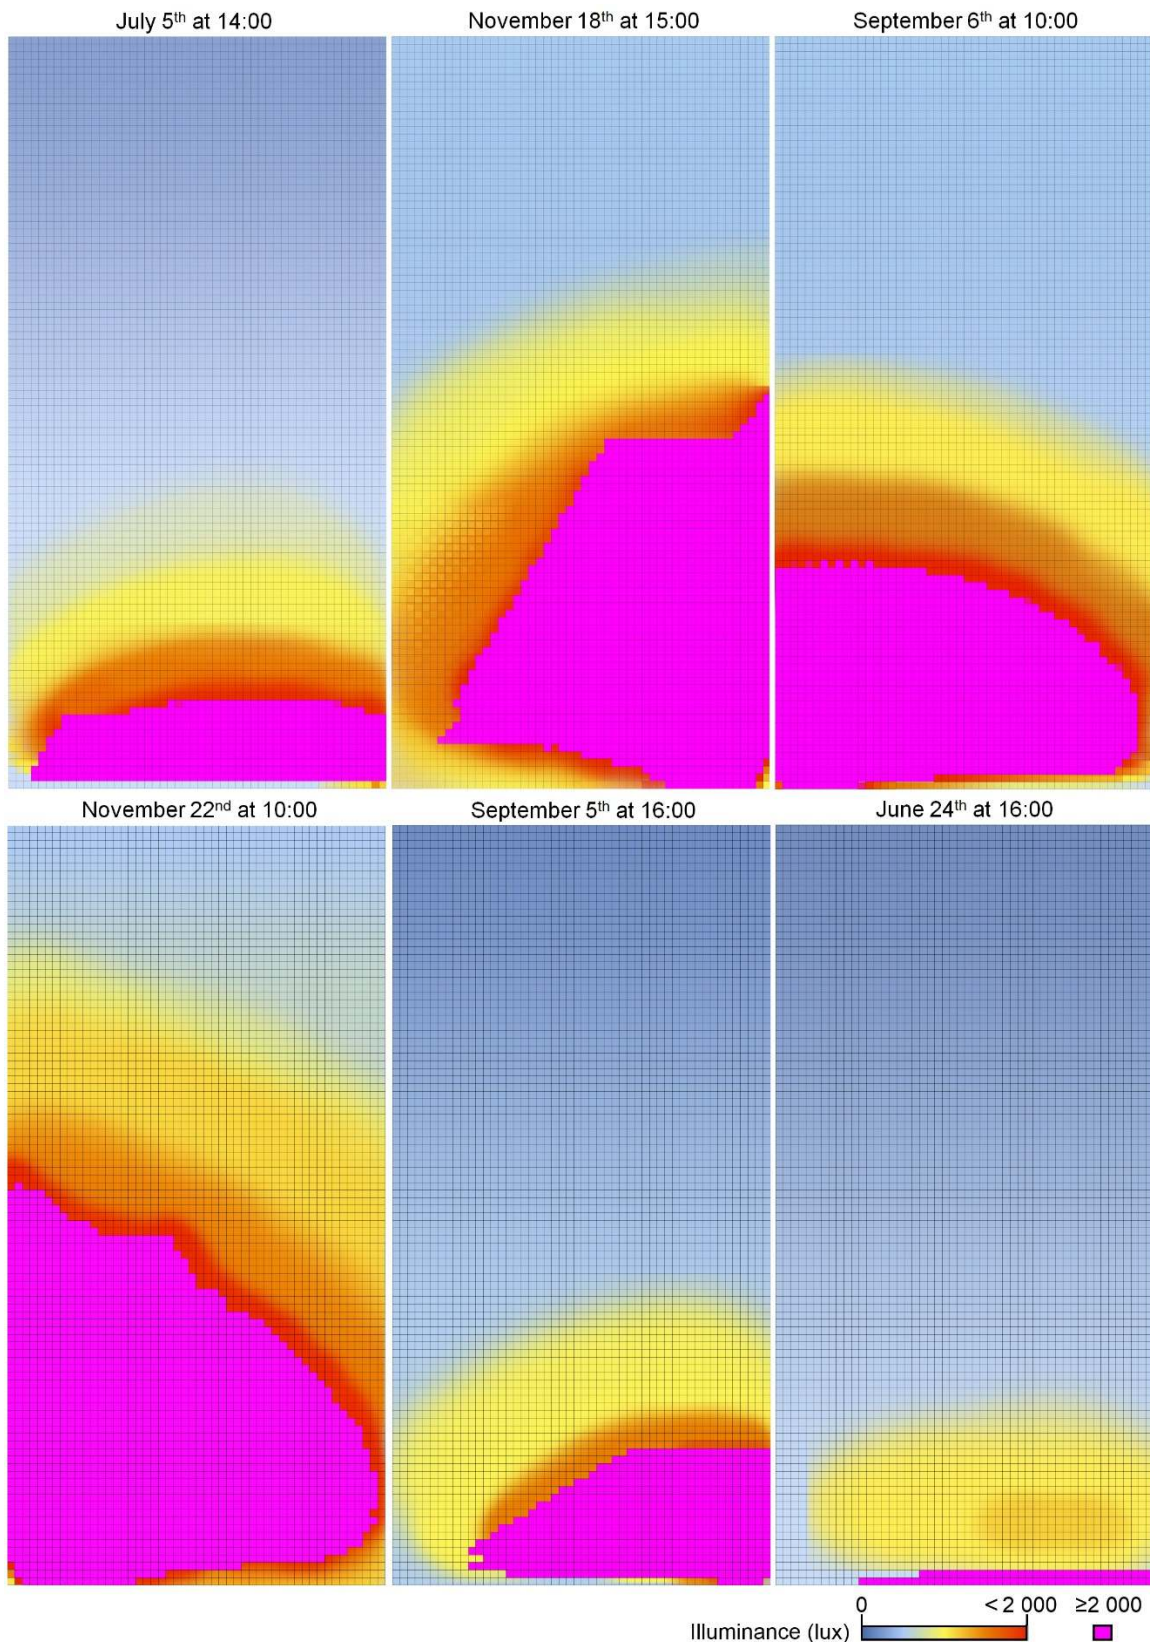 July 5th at 14:00
November 18th at 15:00
September 6th at 10:00
November 22nd at 10:00
September 5th at 16:00
June 24th at 16:00
0
< 2 000
≥2 000
Illuminance (lux)